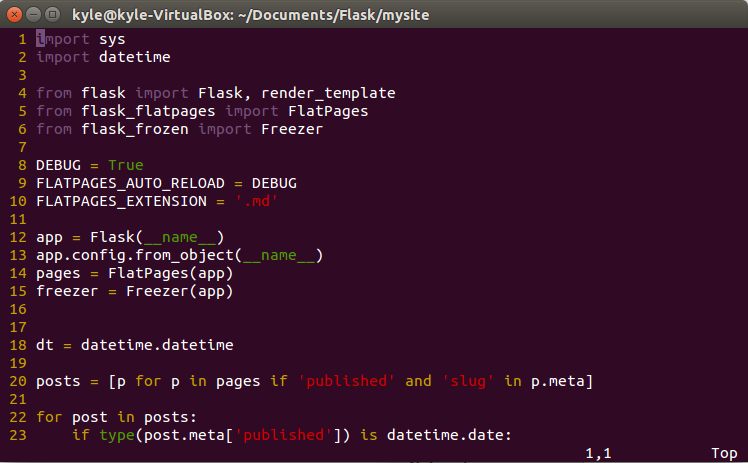 kyle@kyle-VirtualBox: ~/Documents/Flask/mysite
1 import sys
2 import datetime
3
4 from flask import Flask, render_template
5 from flask_flatpages import FlatPages
6 from flask_frozen import Freezer
7
8 DEBUG = True
9 FLATPAGES_AUTO_RELOAD = DEBUG
10 FLATPAGES_EXTENSION = '.md'
11
12 app = Flask(__name__)
13 app.config.from_object(__name__)
14 pages = FlatPages(app)
15 freezer = Freezer(app)
16
17
18 dt = datetime.datetime
19
20 posts = [p for p in pages if 'published' and 'slug' in p.meta]
21
22 for post in posts:
23     if type(post.meta['published']) is datetime.date:
1,1 Top